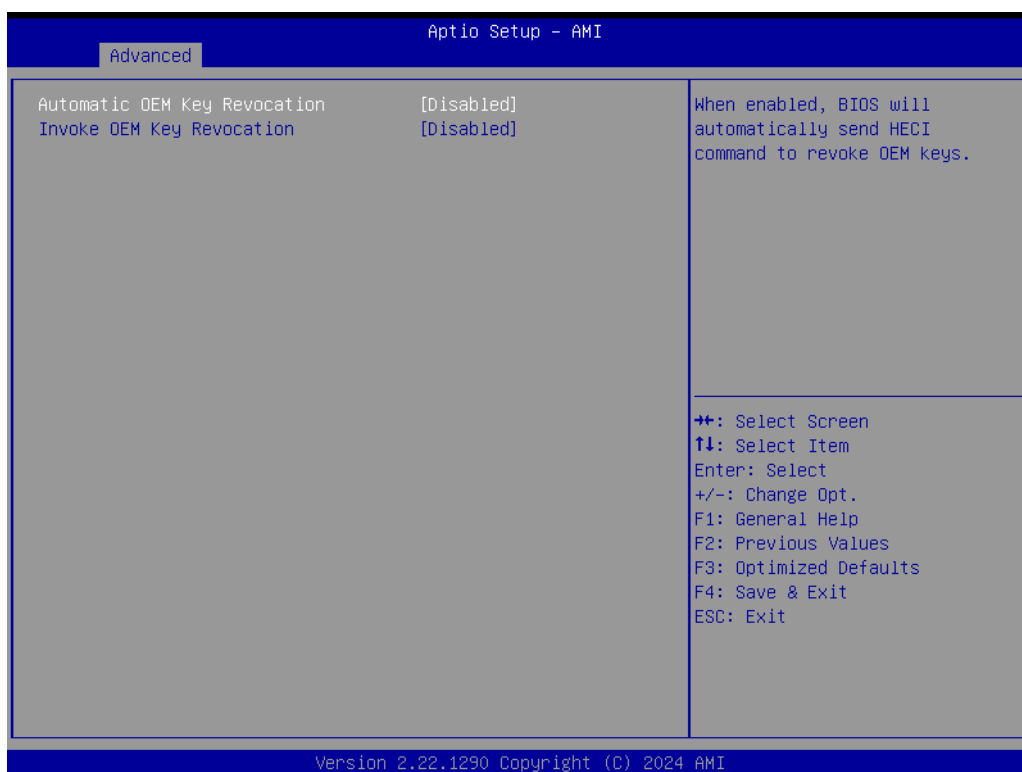 Aptio Setup – AMI
Advanced
Automatic OEM Key Revocation [Disabled]
Invoke OEM Key Revocation [Disabled]
When enabled, BIOS will
automatically send HECI
command to revoke OEM keys.
→←: Select Screen
↑↓: Select Item
Enter: Select
+/-: Change Opt.
F1: General Help
F2: Previous Values
F3: Optimized Defaults
F4: Save & Exit
ESC: Exit
Version 2.22.1290 Copyright (C) 2024 AMI